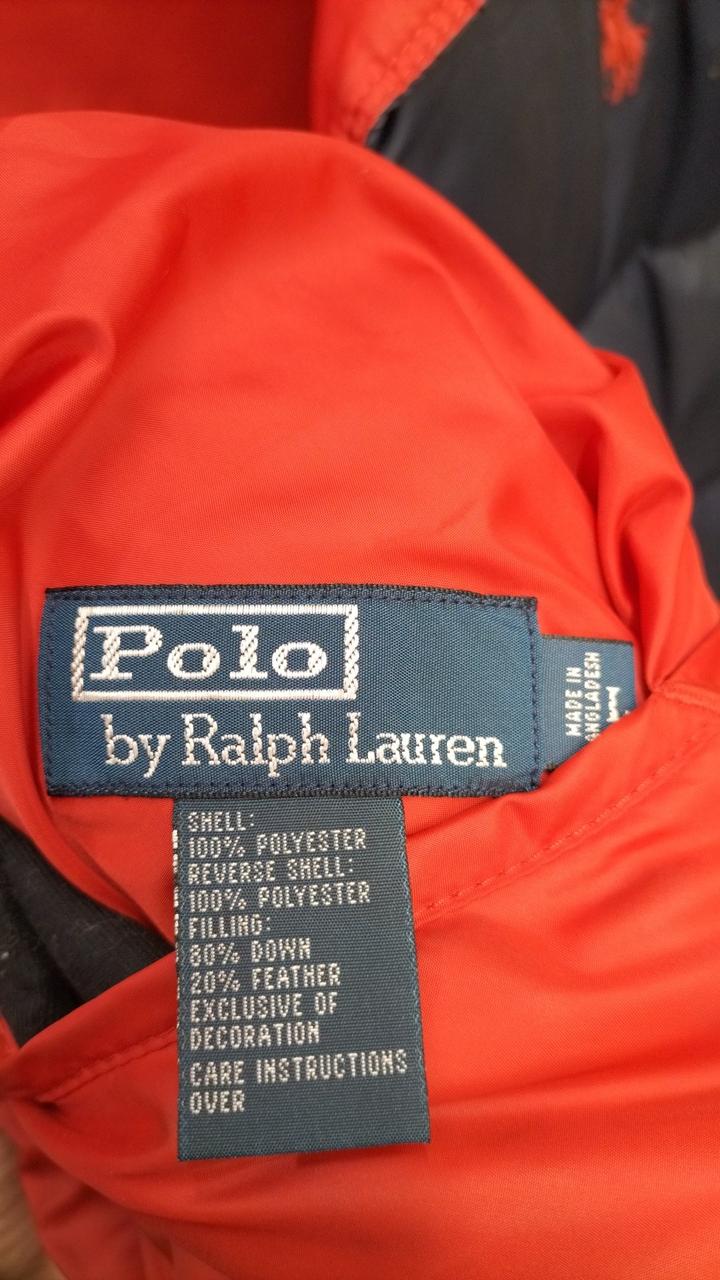 Polo
by Ralph Lauren
MADE IN
SHELL:
100% POLYESTER
REVERSE SHELL:
100% POLYESTER
FILLING:
80% DOWN
20% FEATHER
EXCLUSIVE OF
DECORATION
CARE INSTRUCTIONS
OVER